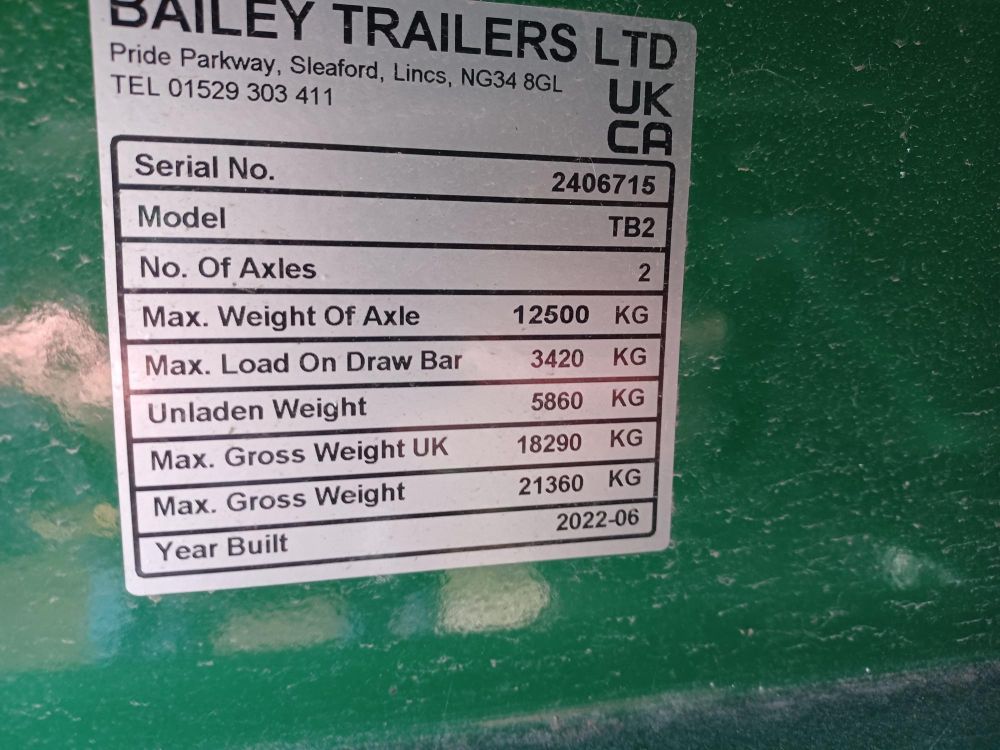 BAILEY TRAILERS LTD
Pride Parkway, Sleaford, Lincs, NG34 8GL
TEL 01529 303 411
UK
CA
Serial No. 2406715
Model TB2
No. Of Axles 2
Max. Weight Of Axle 12500 KG
Max. Load On Draw Bar 3420 KG
Unladen Weight 5860 KG
Max. Gross Weight UK 18290 KG
Max. Gross Weight 21360 KG
Year Built 2022-06